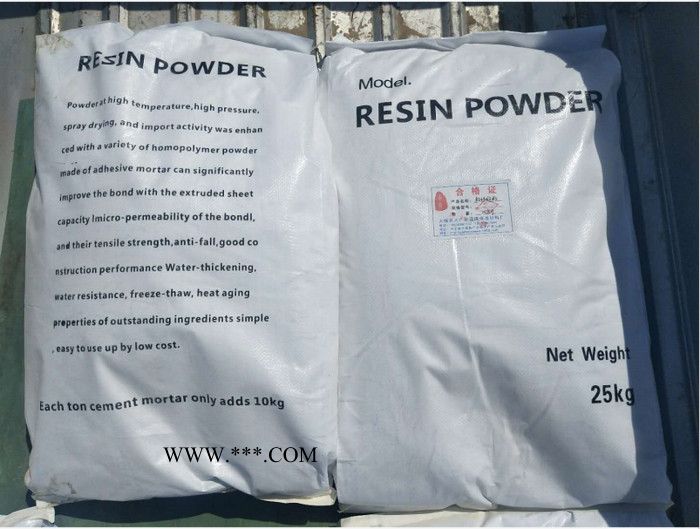 RESIN POWDER
Powder at high temperature,high pressure,
spray drying, and import activity was enhan
ced with a variety of homopolymer powder
made of adhesive mortar can significantly
improve the bond with the extruded sheet
capacity lmicro-permeability of the bondl,
and their tensile strength,anti-fall,good co
nstruction performance Water-thickening,
water resistance, freeze-thaw, heat aging
properties of outstanding ingredients simple
, easy to use up by low cost.
Each ton cement mortar only adds 10kg
Model.
RESIN POWDER
合格证
Net Weight
25kg
WWW.***.COM